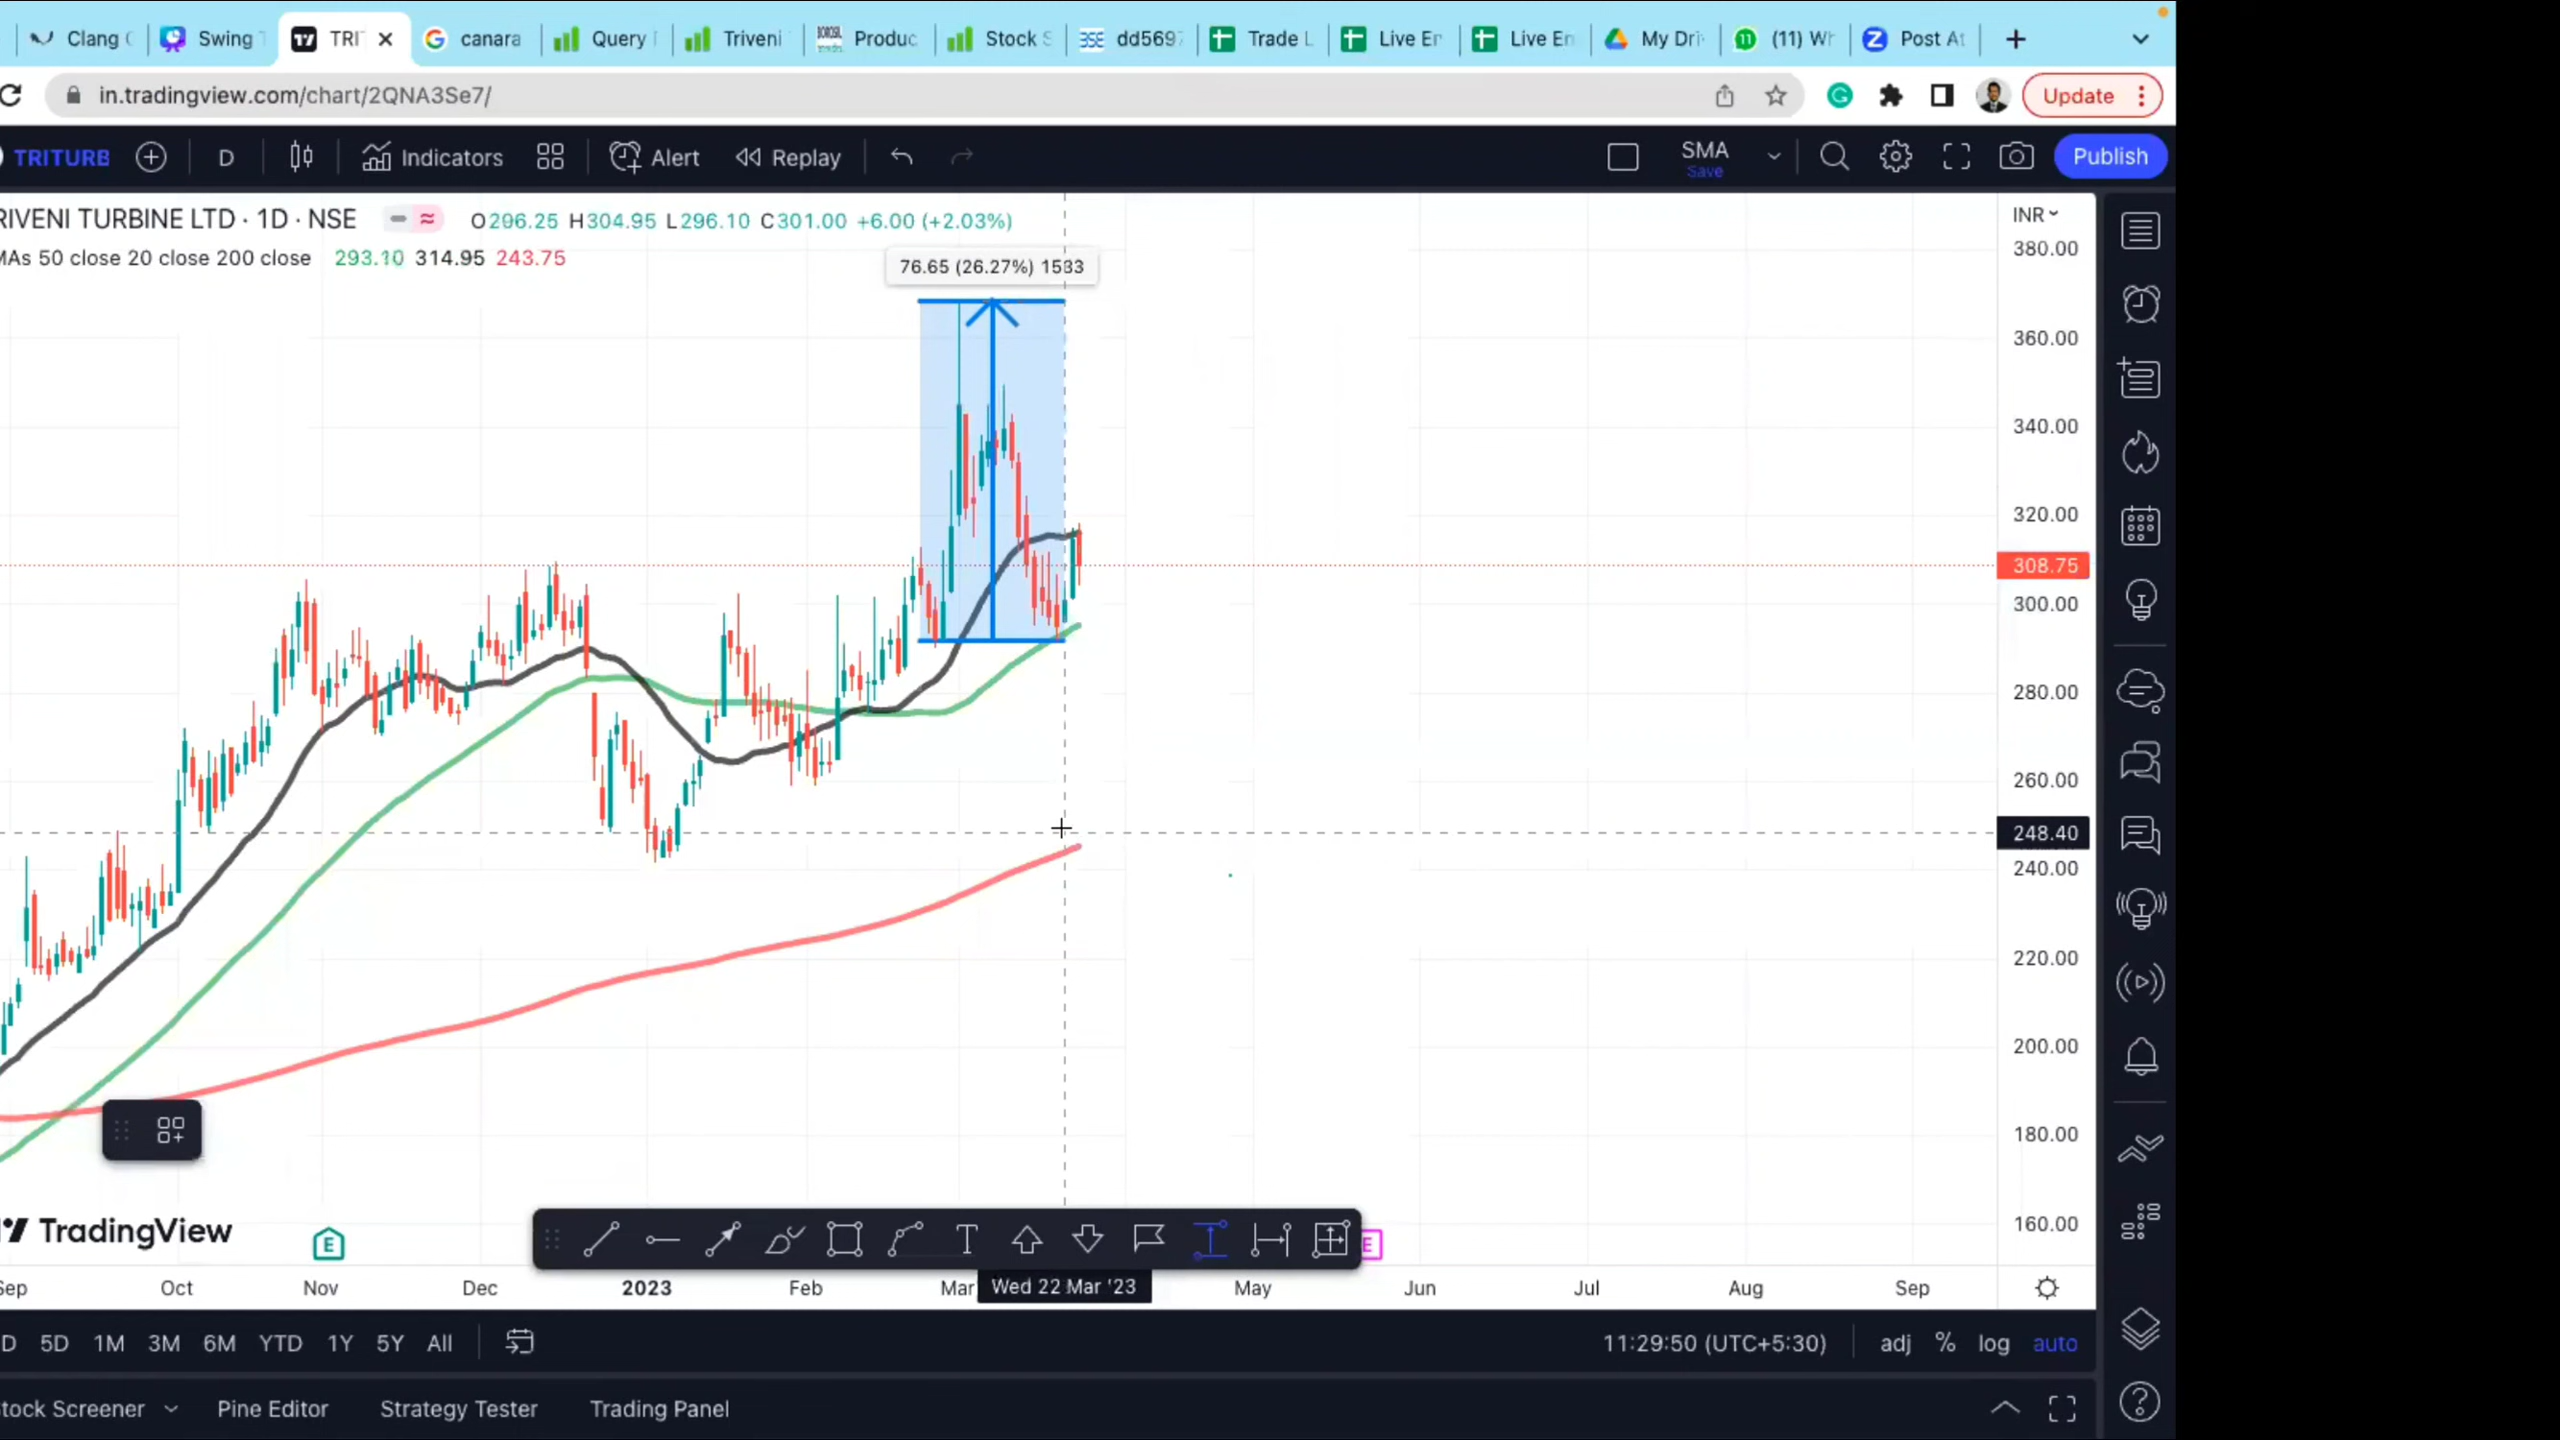 Clang
Swing
TRI
canara
Query
Triveni
Produc
Stock S
dd569
Trade L
Live En
Live En
My Dri
(11) Wh
Post At
in.tradingview.com/chart/2QNA3Se7/
Update
TRITURB
D
Indicators
Alert
Replay
SMA
Save
Publish
RIVENI TURBINE LTD · 1D · NSE
O296.25 H304.95 L296.10 C301.00 +6.00 (+2.03%)
MAs 50 close 20 close 200 close 293.10 314.95 243.75
76.65 (26.27%) 1533
INR
380.00
360.00
340.00
320.00
308.75
300.00
280.00
260.00
248.40
240.00
220.00
200.00
180.00
160.00
TradingView
E
E
Sep Oct Nov Dec 2023 Feb Mar Wed 22 Mar '23 May Jun Jul Aug Sep
D 5D 1M 3M 6M YTD 1Y 5Y All
11:29:50 (UTC+5:30) adj % log auto
tock Screener Pine Editor Strategy Tester Trading Panel